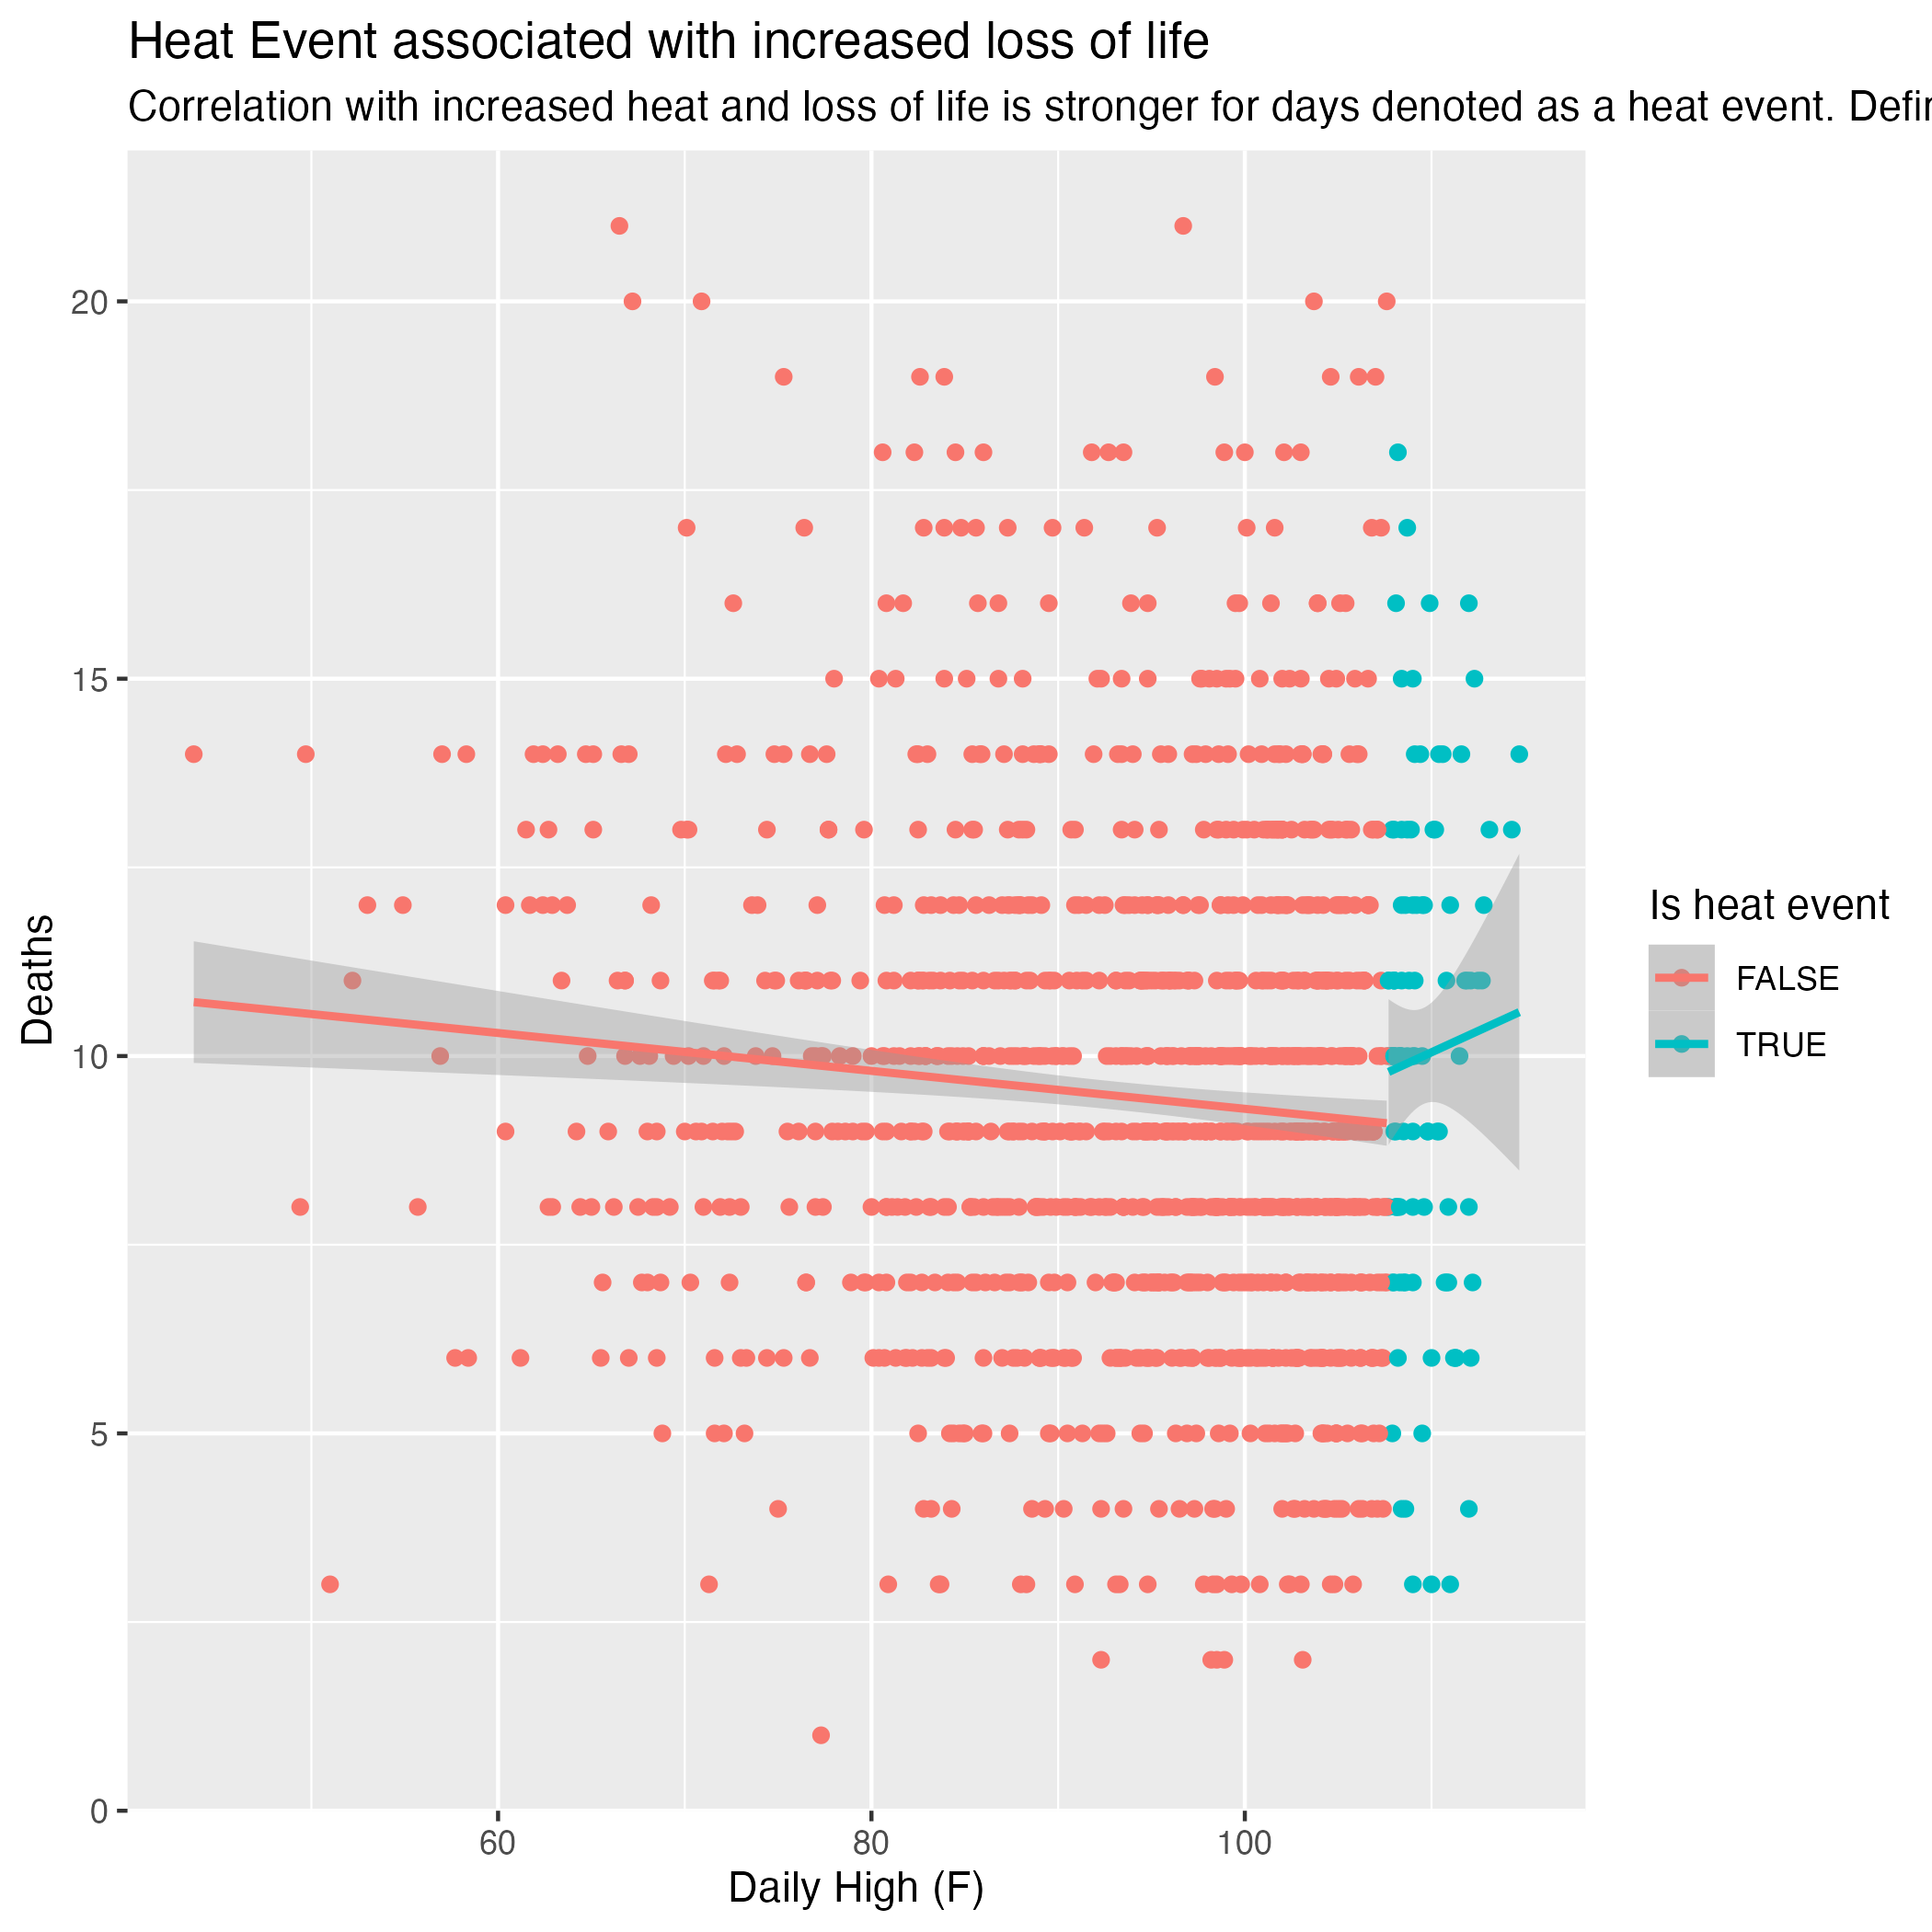 Heat Event associated with increased loss of life
Correlation with increased heat and loss of life is stronger for days denoted as a heat event.
20
15
10
5
0
Deaths
60
80
100
Daily High (F)
Is heat event
FALSE
TRUE